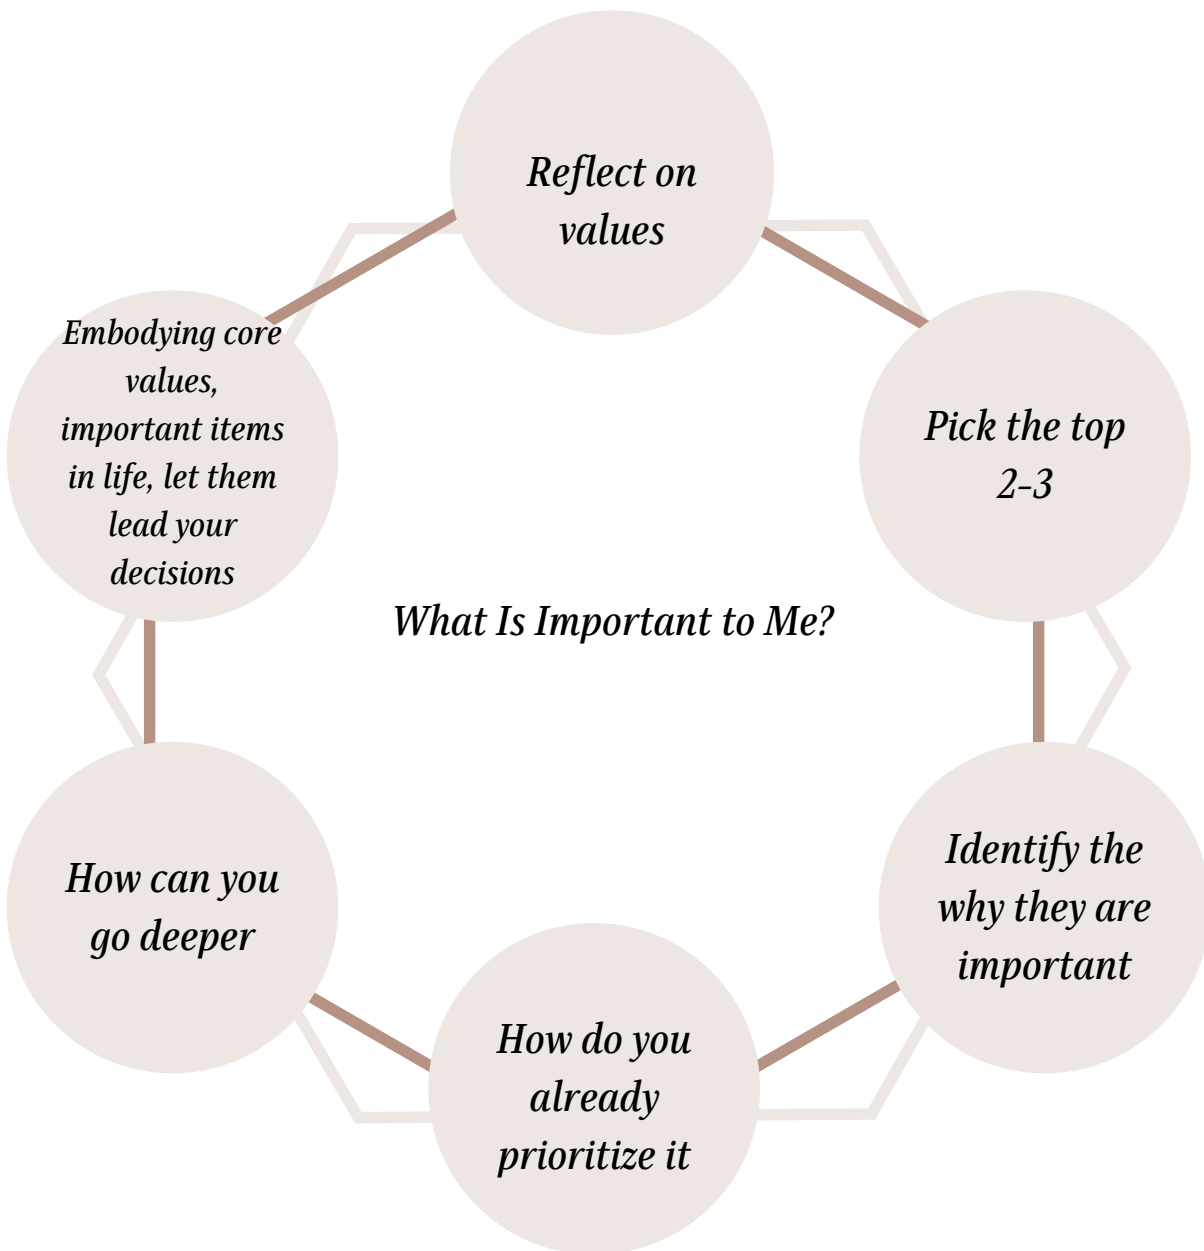 Reflect on
values
Pick the top
2-3
Identify the
why they are
important
How do you
already
prioritize it
How can you
go deeper
Embodying core
values,
important items
in life, let them
lead your
decisions
What Is Important to Me?